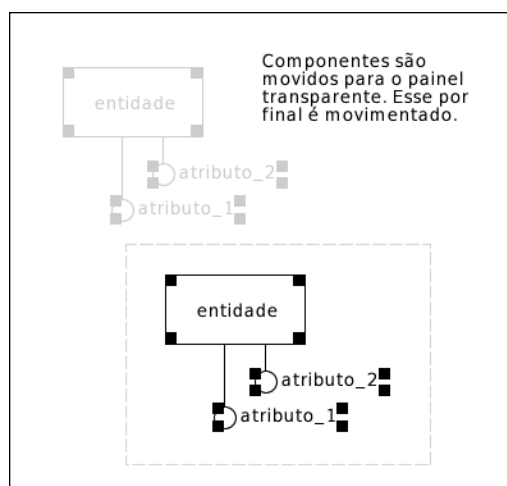 Componentes são
movidos para o painel
transparente. Esse por
final é movimentado.
entidade
atributo_2
atributo_1
entidade
atributo_2
atributo_1